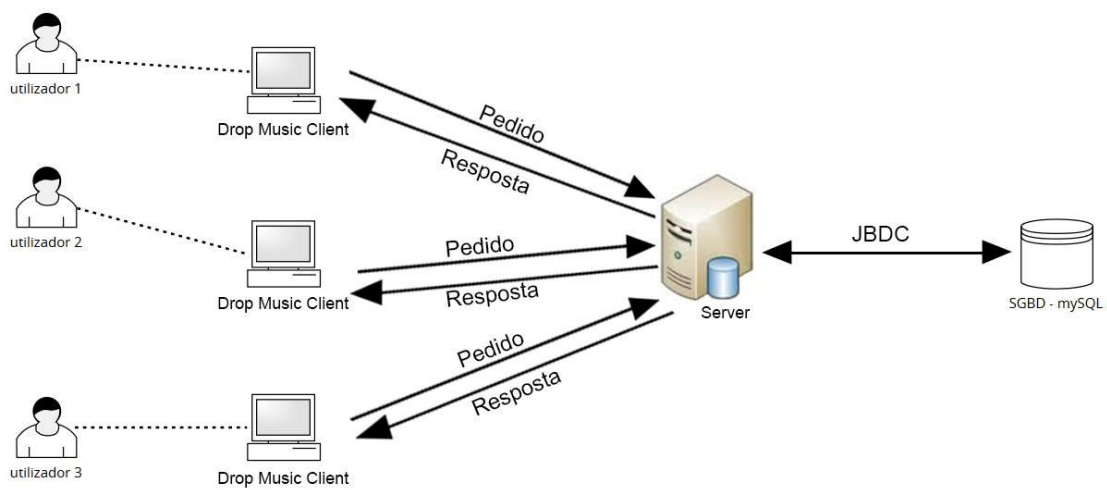 utilizador 1
Drop Music Client
Pedido
Resposta
utilizador 2
Drop Music Client
Pedido
Resposta
utilizador 3
Drop Music Client
Pedido
Resposta
Server
JBDC
SGBD - mySQL